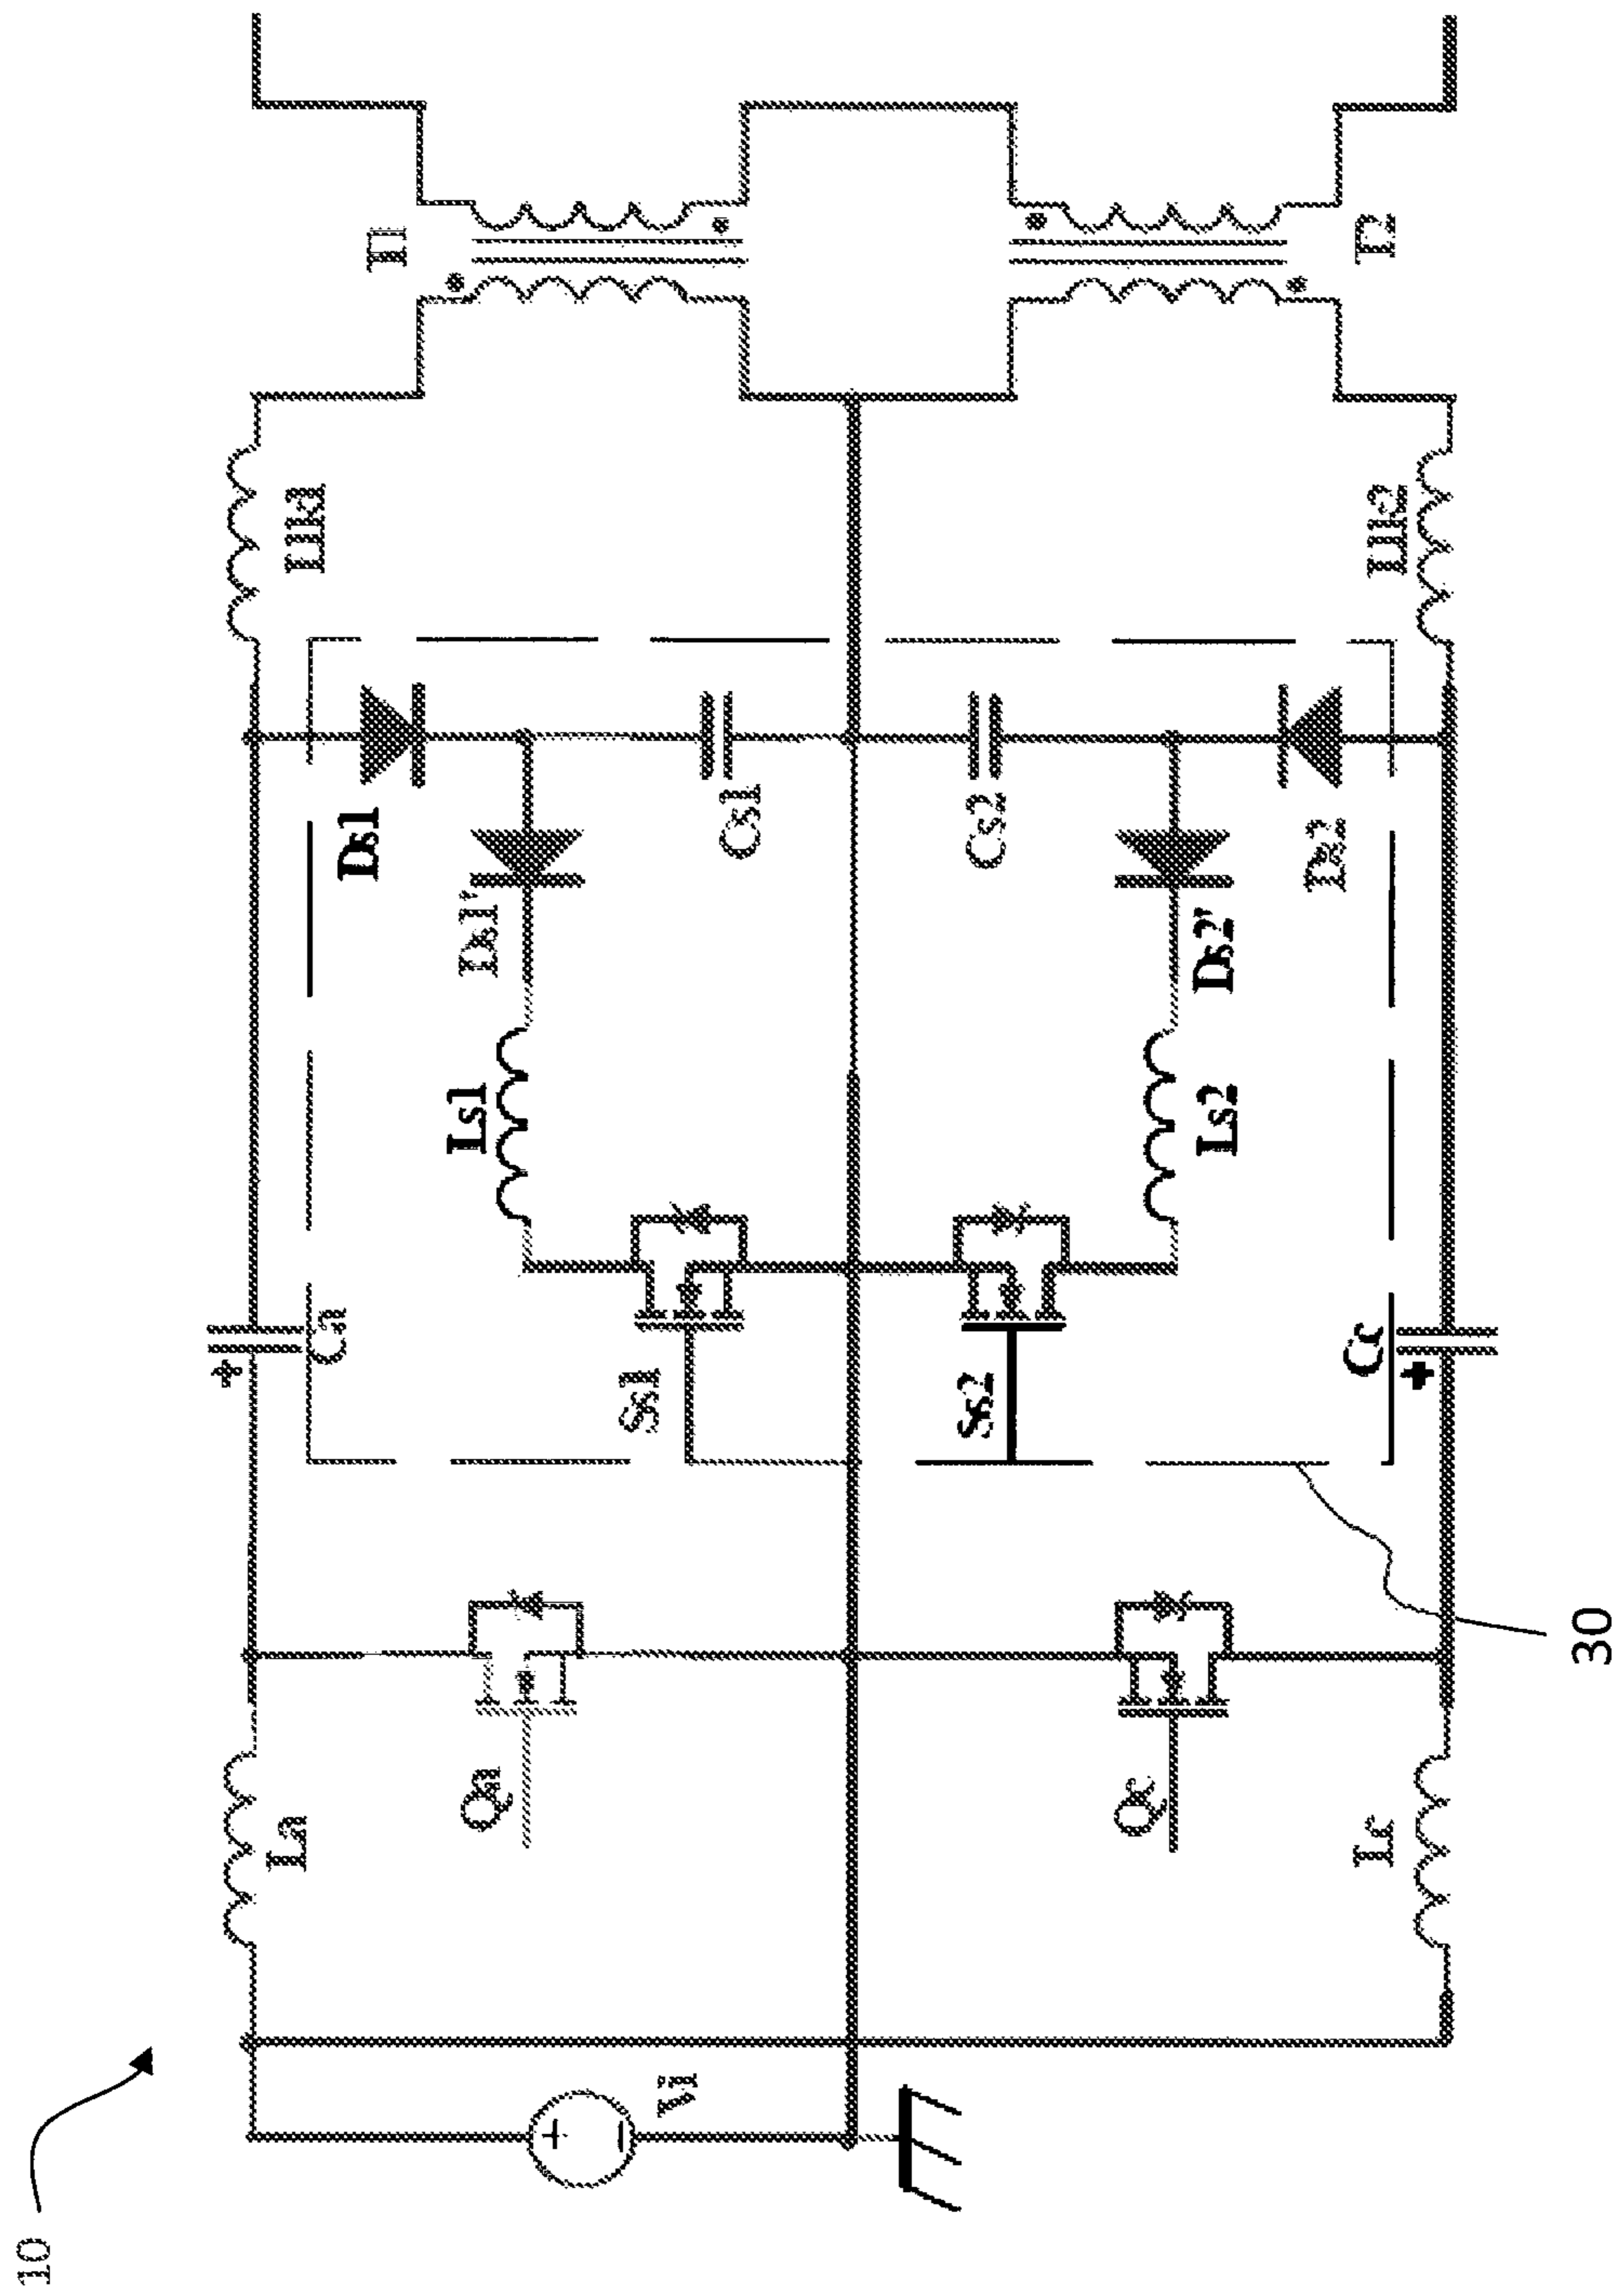 10
Vi
La
Qa
Ca
Ss1
Ls1
Ds1'
Ds1
Cs1
Llk1
T1
Lc
Qc
Cc
Ss2
Ls2
Ds2'
Ds2
Cs2
Llk2
T2
30